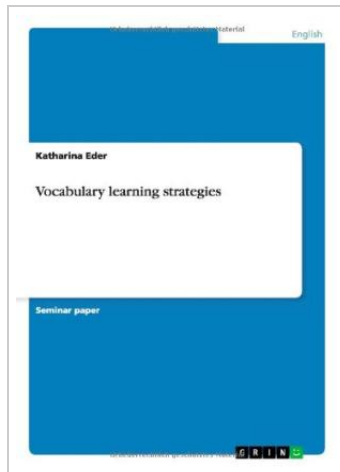 English
Katharina Eder
Vocabulary learning strategies
Seminar paper
GRIN